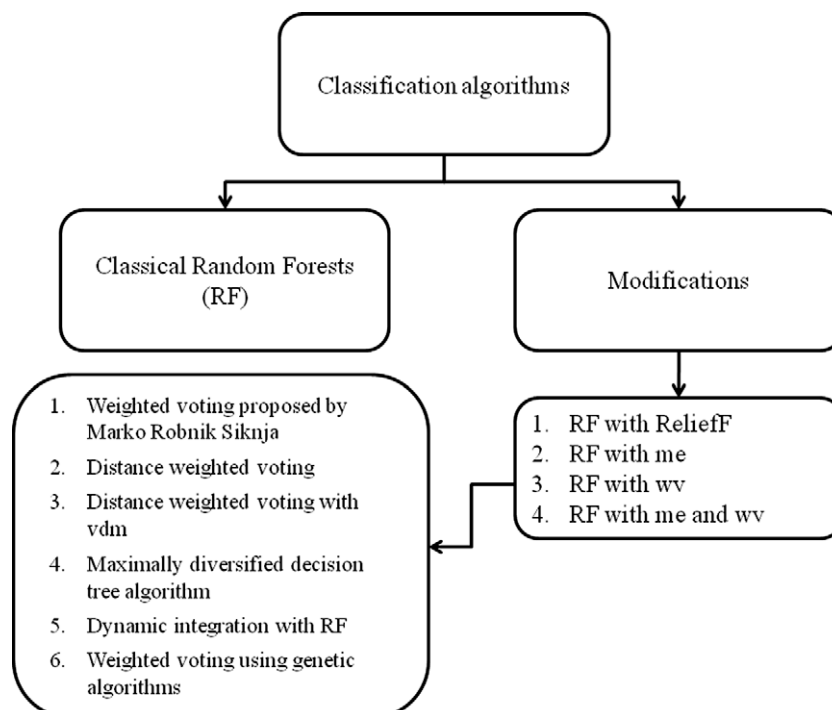 Classification algorithms
Classical Random Forests
(RF)
Modifications
1. Weighted voting proposed by
Marko Robnik Siknja
2. Distance weighted voting
3. Distance weighted voting with
vdm
4. Maximally diversified decision
tree algorithm
5. Dynamic integration with RF
6. Weighted voting using genetic
algorithms
1. RF with ReliefF
2. RF with me
3. RF with wv
4. RF with me and wv